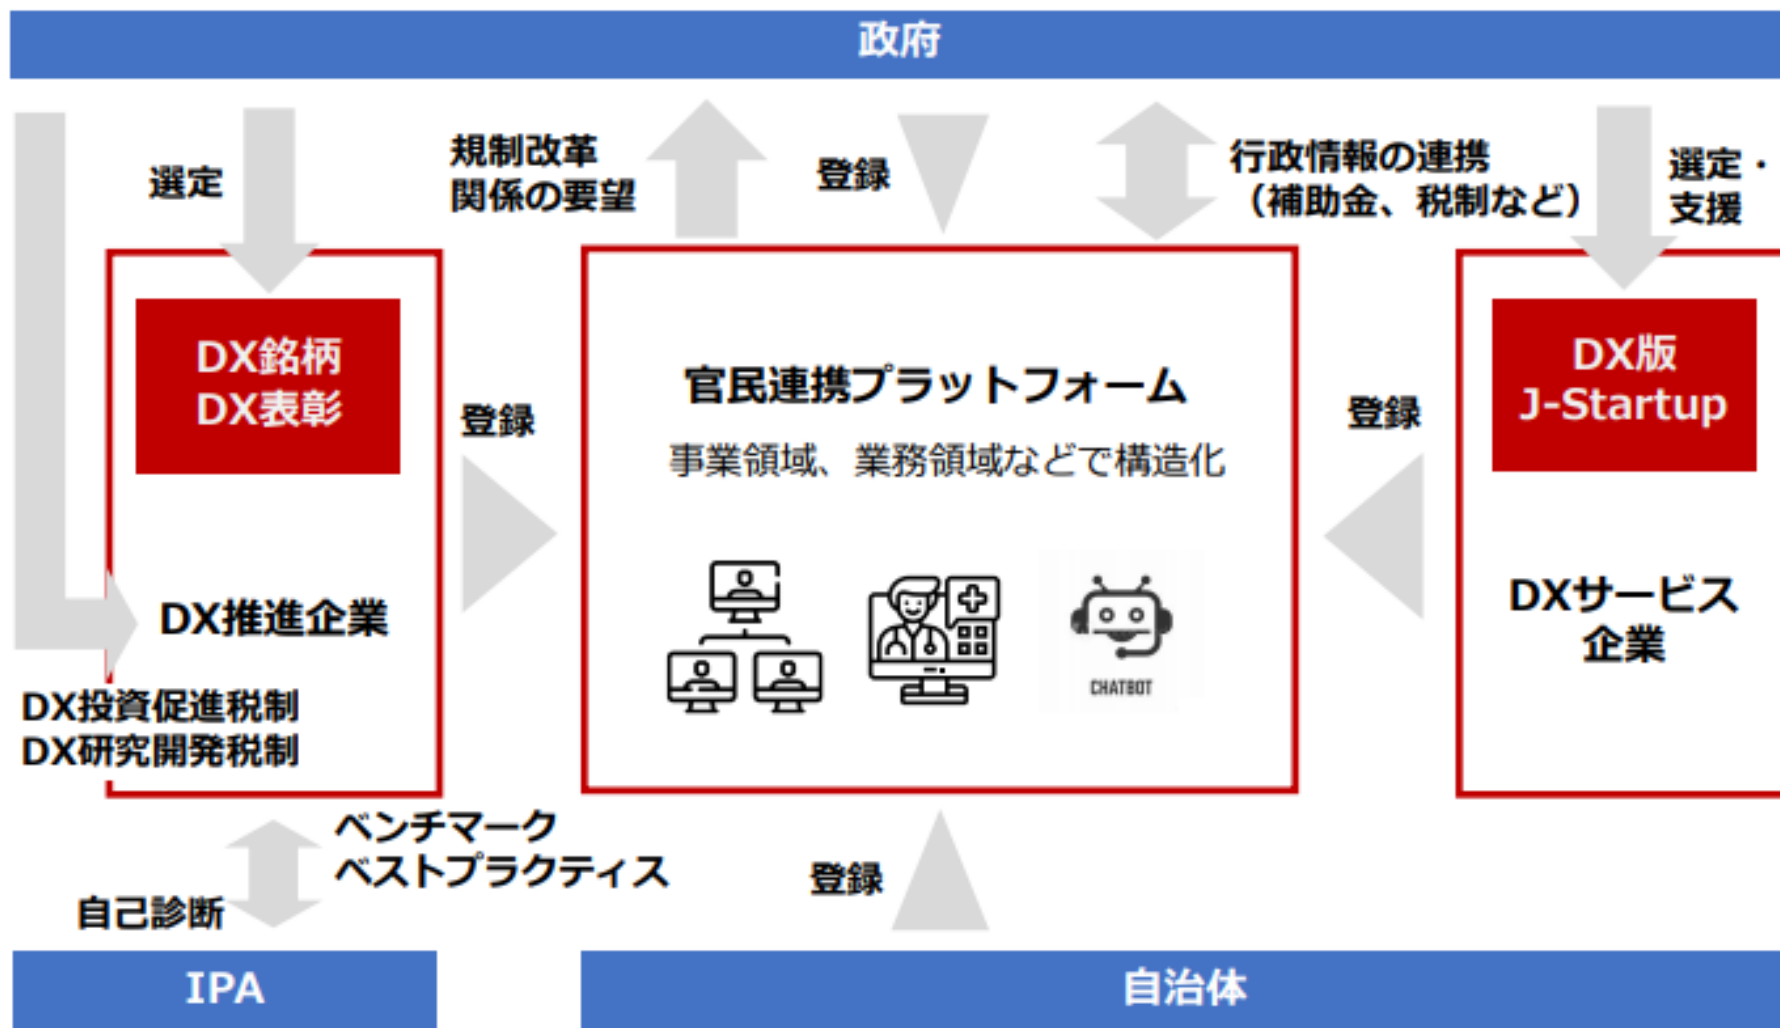 政府
選定
規制改革
関係の要望
登録
行政情報の連携
（補助金、税制など）
選定・
支援
DX銘柄
DX表彰
登録
官民連携プラットフォーム
事業領域、業務領域などで構造化
登録
DX版
J-Startup
DX推進企業
CHATBOT
DXサービス
企業
DX投資促進税制
DX研究開発税制
ベンチマーク
ベストプラクティス
自己診断
登録
IPA
自治体